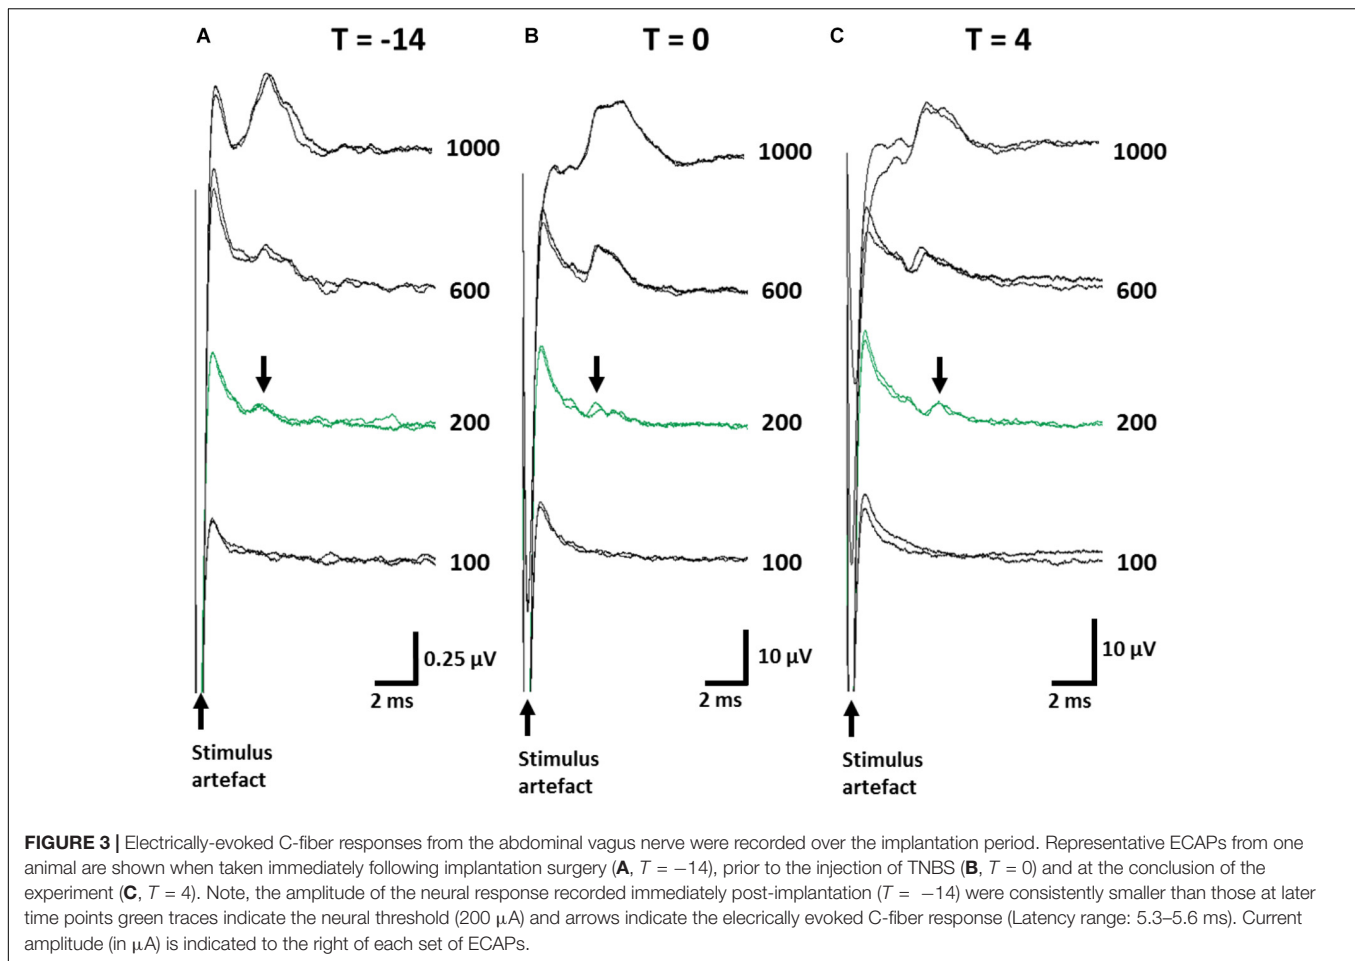 A T = -14
B T = 0
C T = 4
1000
600
200
100
0.25 µV
2 ms
Stimulus
artefact
1000
600
200
100
10 µV
2 ms
Stimulus
artefact
1000
600
200
100
10 µV
2 ms
Stimulus
artefact
FIGURE 3 | Electrically-evoked C-fiber responses from the abdominal vagus nerve were recorded over the implantation period. Representative ECAPs from one
animal are shown when taken immediately following implantation surgery (A, T = −14), prior to the injection of TNBS (B, T = 0) and at the conclusion of the
experiment (C, T = 4). Note, the amplitude of the neural response recorded immediately post-implantation (T = −14) were consistently smaller than those at later
time points green traces indicate the neural threshold (200 µA) and arrows indicate the elecrically evoked C-fiber response (Latency range: 5.3–5.6 ms). Current
amplitude (in µA) is indicated to the right of each set of ECAPs.